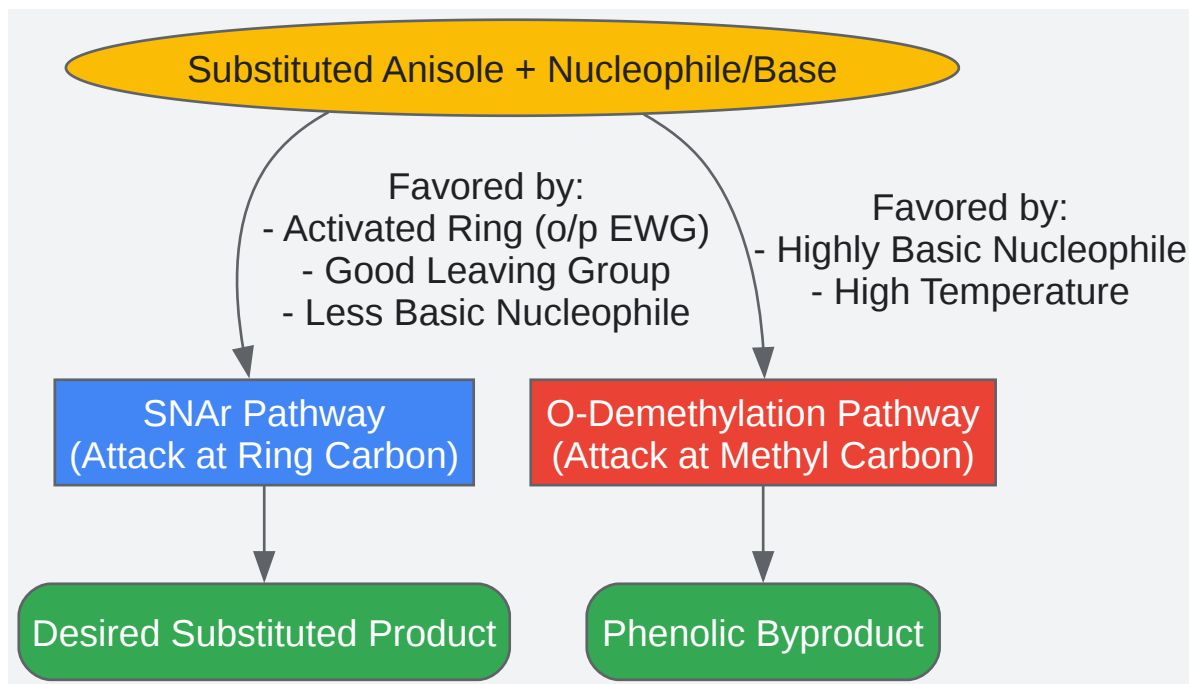 Substituted Anisole + Nucleophile/Base
Favored by:
- Activated Ring (o/p EWG)
- Good Leaving Group
- Less Basic Nucleophile
Favored by:
- Highly Basic Nucleophile
- High Temperature
SNAr Pathway
(Attack at Ring Carbon)
O-Demethylation Pathway
(Attack at Methyl Carbon)
Desired Substituted Product
Phenolic Byproduct